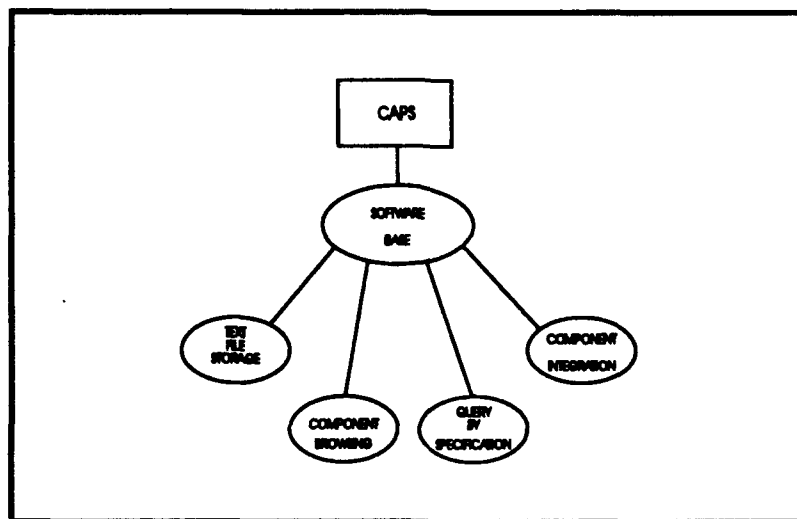 CAPS
SOFTWARE
BASE
TEXT
FILE
STORAGE
COMPONENT
INTEGRATION
COMPONENT
BROWSING
QUERY
BY
SPECIFICATION